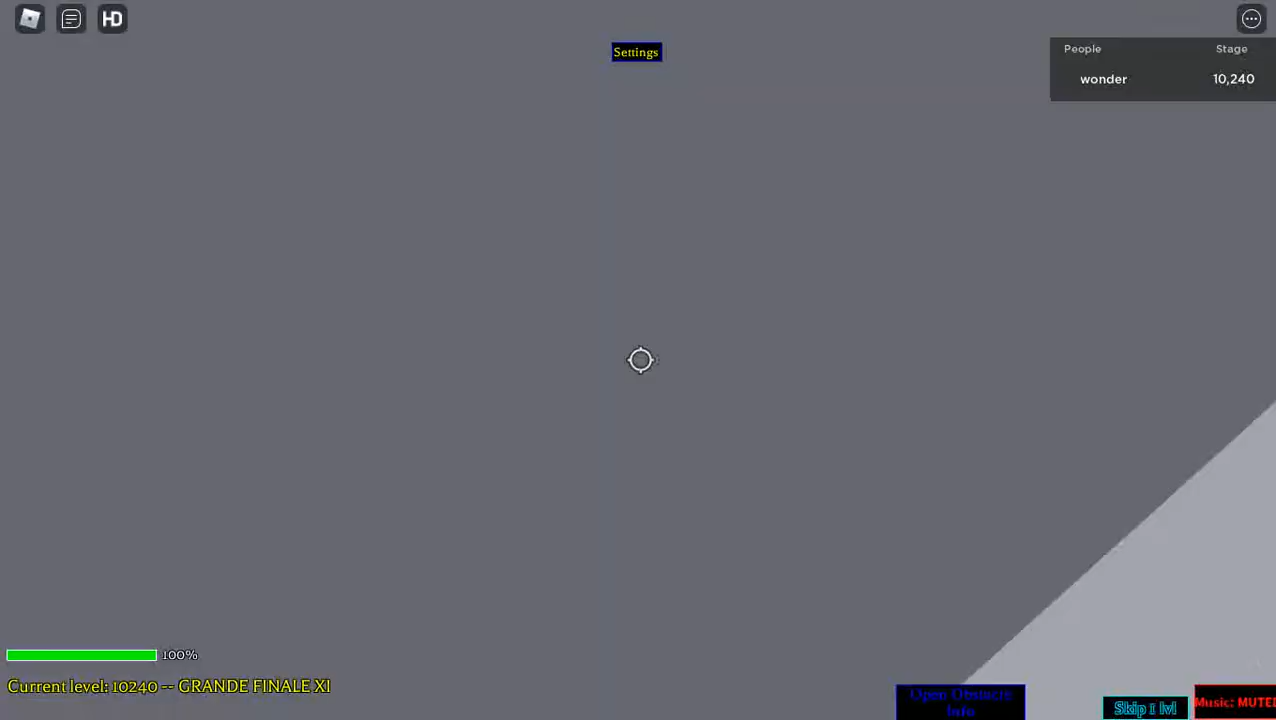 HD
Settings
People Stage
wonder 10,240
100%
Current level: 10240 -- GRANDE FINALE XI
Open Obstacle
Info
Skip 1 lvl
Music: MUTED